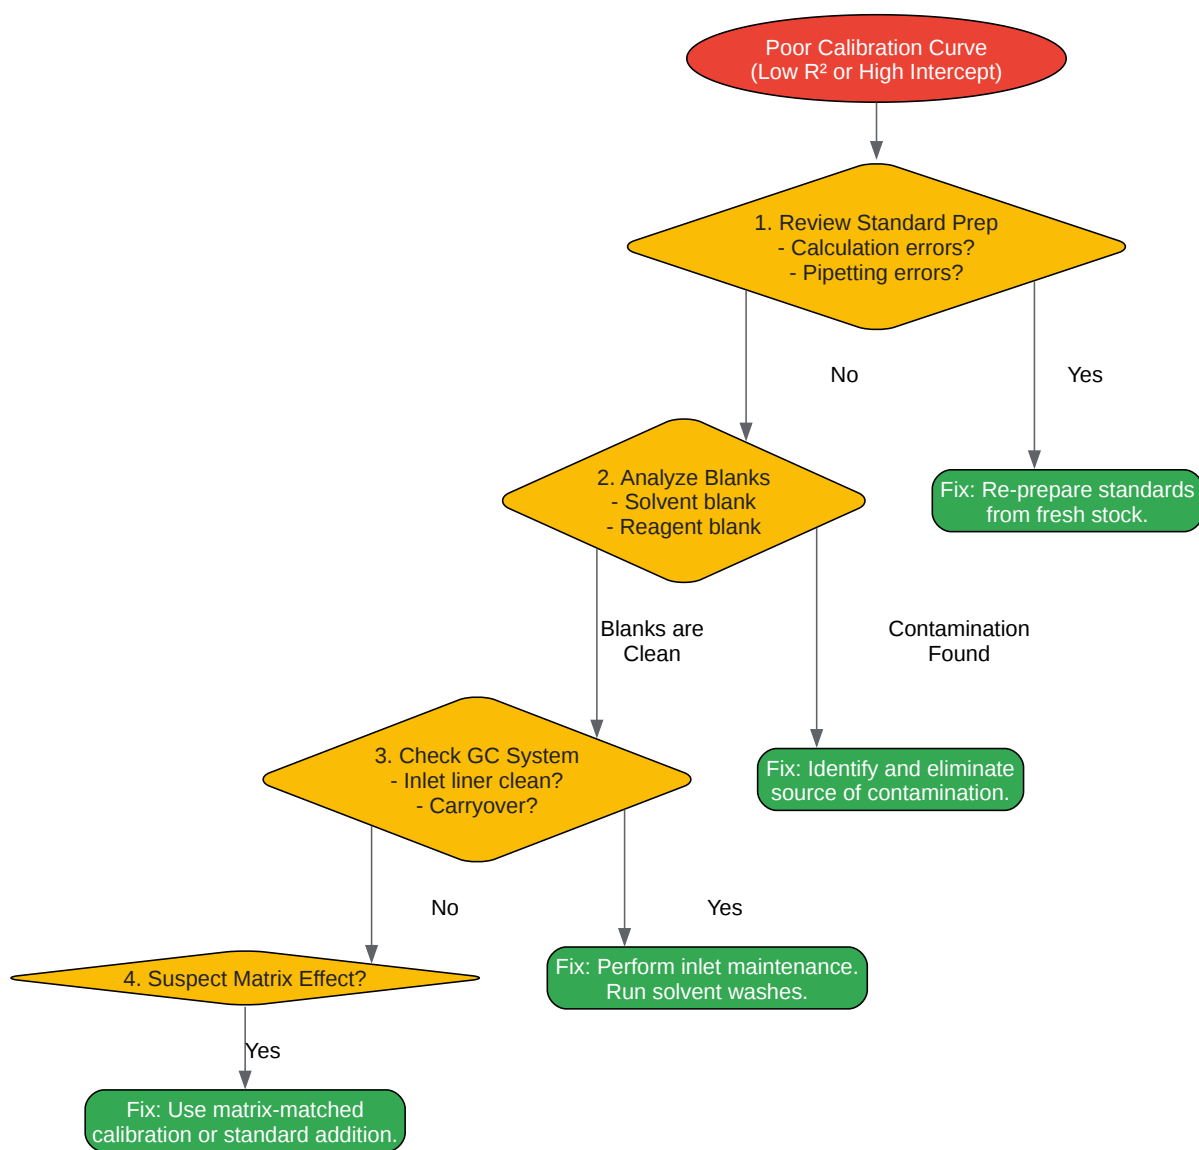 Poor Calibration Curve
(Low R² or High Intercept)
1. Review Standard Prep
- Calculation errors?
- Pipetting errors?
No
Yes
2. Analyze Blanks
- Solvent blank
- Reagent blank
Fix: Re-prepare standards
from fresh stock.
Blanks are
Clean
Contamination
Found
3. Check GC System
- Inlet liner clean?
- Carryover?
Fix: Identify and eliminate
source of contamination.
No
Yes
4. Suspect Matrix Effect?
Fix: Perform inlet maintenance.
Run solvent washes.
Yes
Fix: Use matrix-matched
calibration or standard addition.